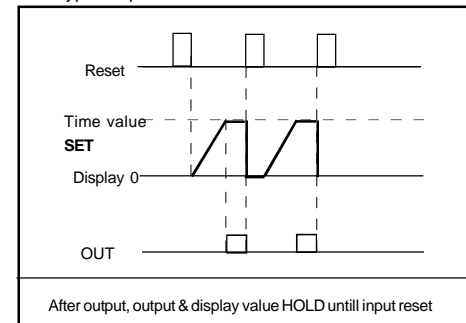 Reset
Time value
SET
Display 0
OUT
After output, output & display value HOLD untill input reset